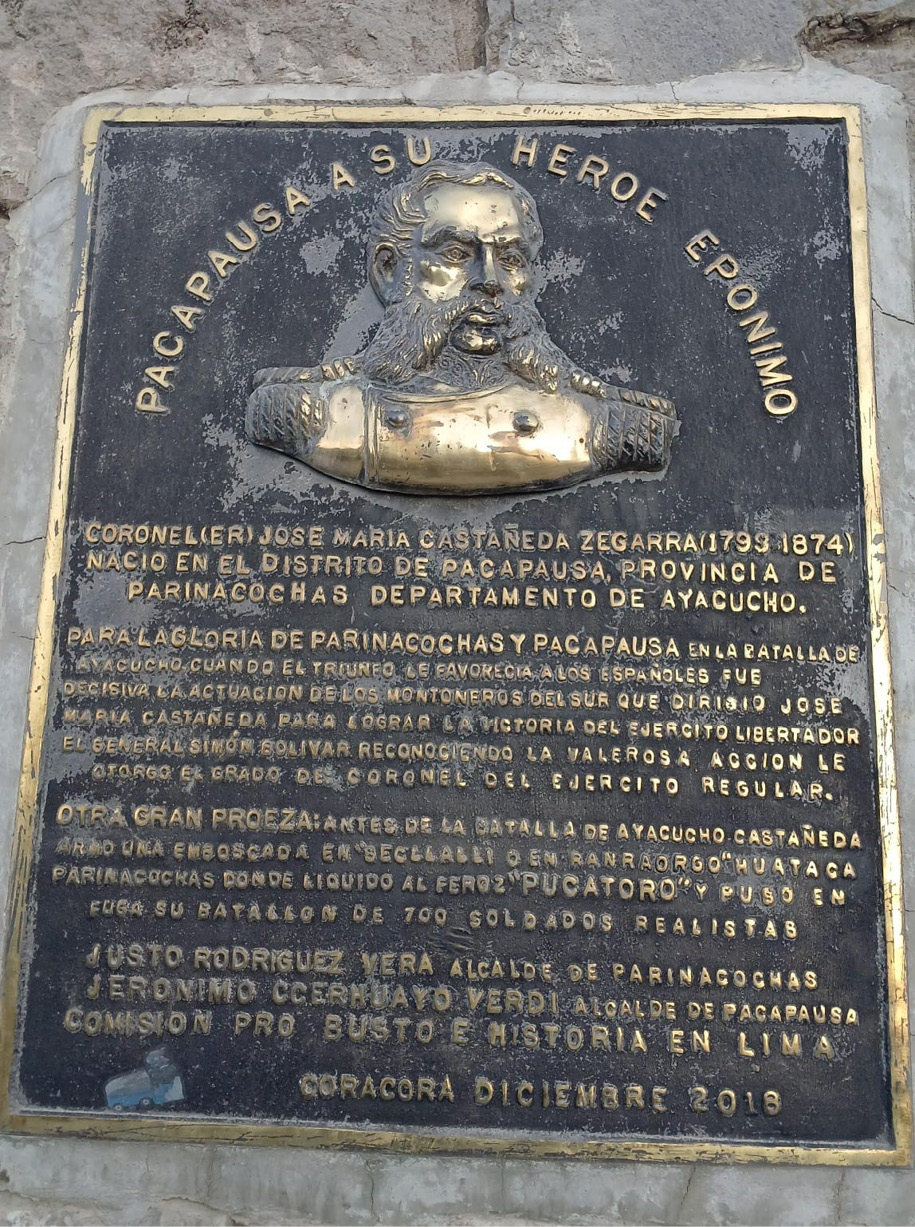 PACAPAUSA A SU HEROE EPONIMO
CORONEL(ER) JOSE MARIA CASTAÑEDA ZEGARRA(1793 1874)
NACIO EN EL DISTRITO DE PACAPAUSA, PROVINCIA DE
PARINACOCHAS DEPARTAMENTO DE AYACUCHO.
PARA LA GLORIA DE PARINACOCHAS Y PACAPAUSA EN LA BATALLA DE
AYACUCHO CUANDO EL TRIUNFO LE FAVORECIA A LOS ESPAÑOLES FUE
DECISIVA LA ACTUACION DE LOS MONTONEROS DEL SUR QUE DIRIGIO JOSE
MARIA CASTAÑEDA PARA LOGRAR LA VICTORIA DEL EJERCITO LIBERTADOR
EL GENERAL SIMÓN BOLIVAR RECONOCIENDO LA VALEROSA ACCION LE
OTORGO EL GRADO DE CORONEL DEL EJERCITO REGULAR.
OTRA GRAN PROEZA: ANTES DE LA BATALLA DE AYACUCHO CASTAÑEDA
ARMO UNA EMBOSCADA EN "SECLLALLI O EN RANRAORGO" HUATACA
PARINACOCHAS DONDE LIQUIDO AL FEROZ "PUCATORO" Y PUSO EN
FUGA SU BATALLON DE 700 SOLDADOS REALISTAS
JUSTO RODRIGUEZ VERA ALCALDE DE PARINACOCHAS
JERONIMO CCERHUAYO VERDI ALCALDE DE PACAPAUSA
COMISION PRO BUSTO E HISTORIA EN LIMA
CORACORA DICIEMBRE 2018